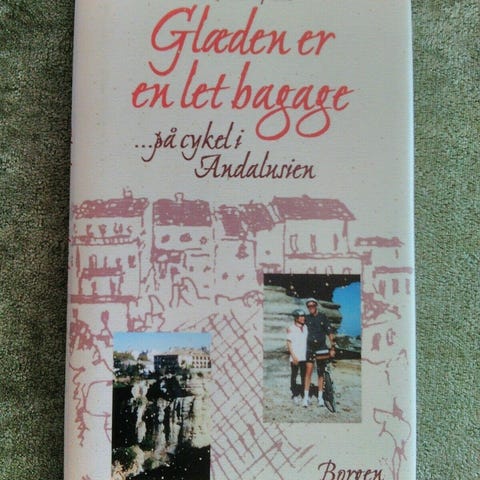 Glæden er
en let bagage
...på cykel i
Andalusien
Borgen